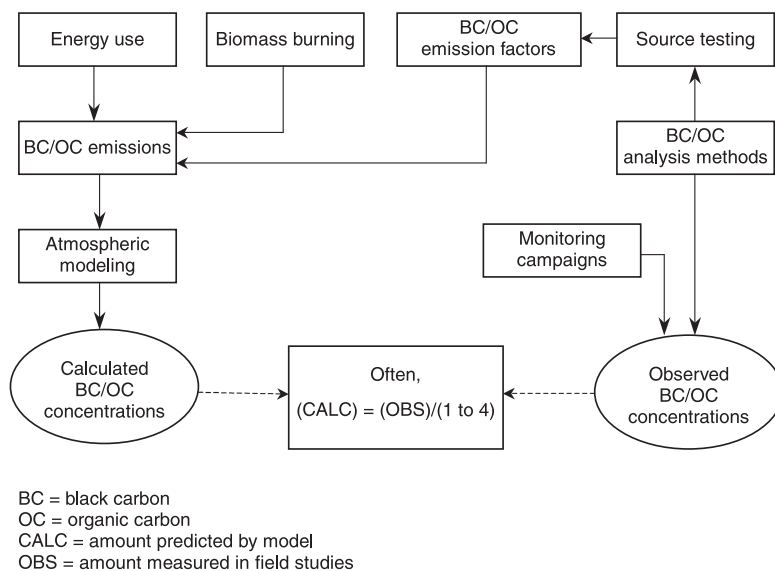 Energy use
Biomass burning
BC/OC
emission factors
Source testing
BC/OC emissions
BC/OC
analysis methods
Atmospheric
modeling
Monitoring
campaigns
Calculated
BC/OC
concentrations
Often,
(CALC) = (OBS)/(1 to 4)
Observed
BC/OC
concentrations
BC = black carbon
OC = organic carbon
CALC = amount predicted by model
OBS = amount measured in field studies